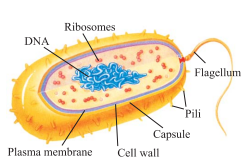 Ribosomes
DNA
Flagellum
Pili
Capsule
Plasma membrane
Cell wall